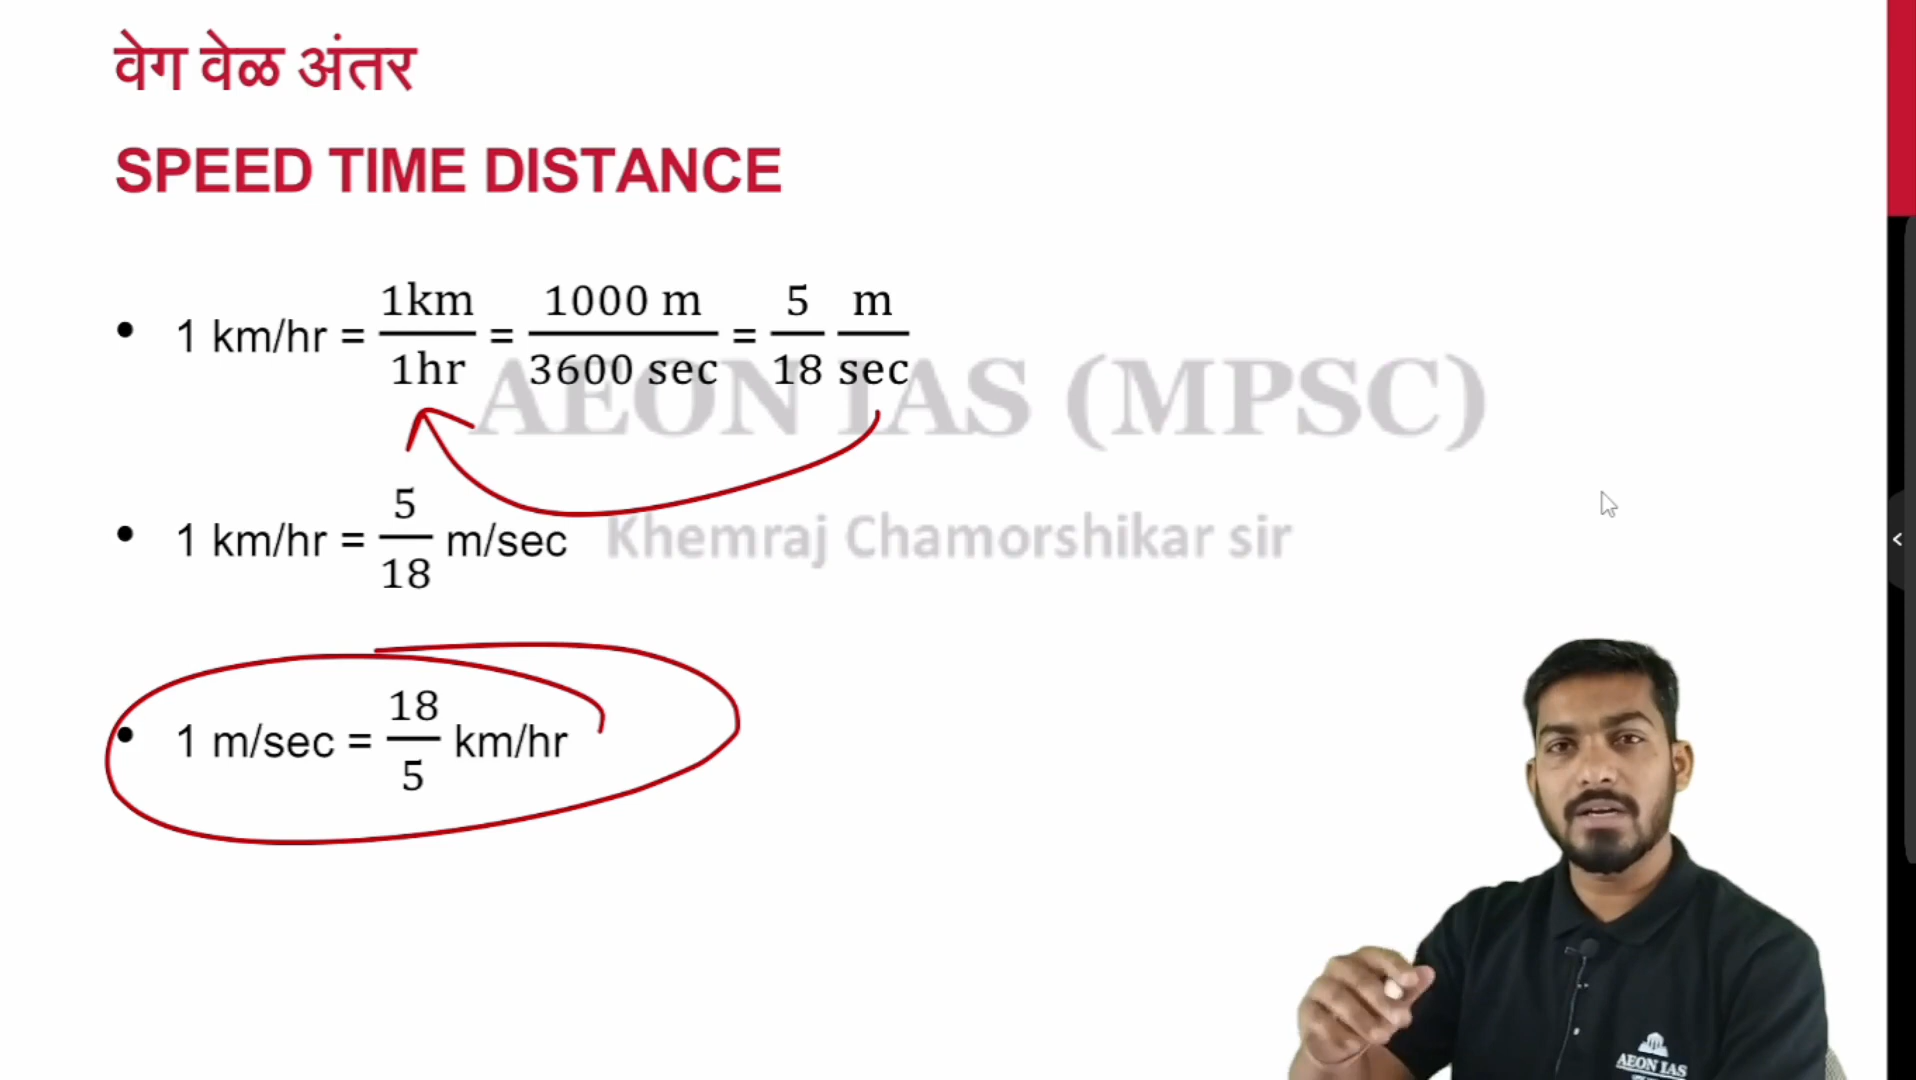 वेग वेळ अंतर
SPEED TIME DISTANCE
• 1 km/hr = 1km/1hr = 1000 m/3600 sec = 5/18 m/sec
AEON IAS (MPSC)
• 1 km/hr = 5/18 m/sec
Khemraj Chamorshikar sir
• 1 m/sec = 18/5 km/hr
AEON IAS